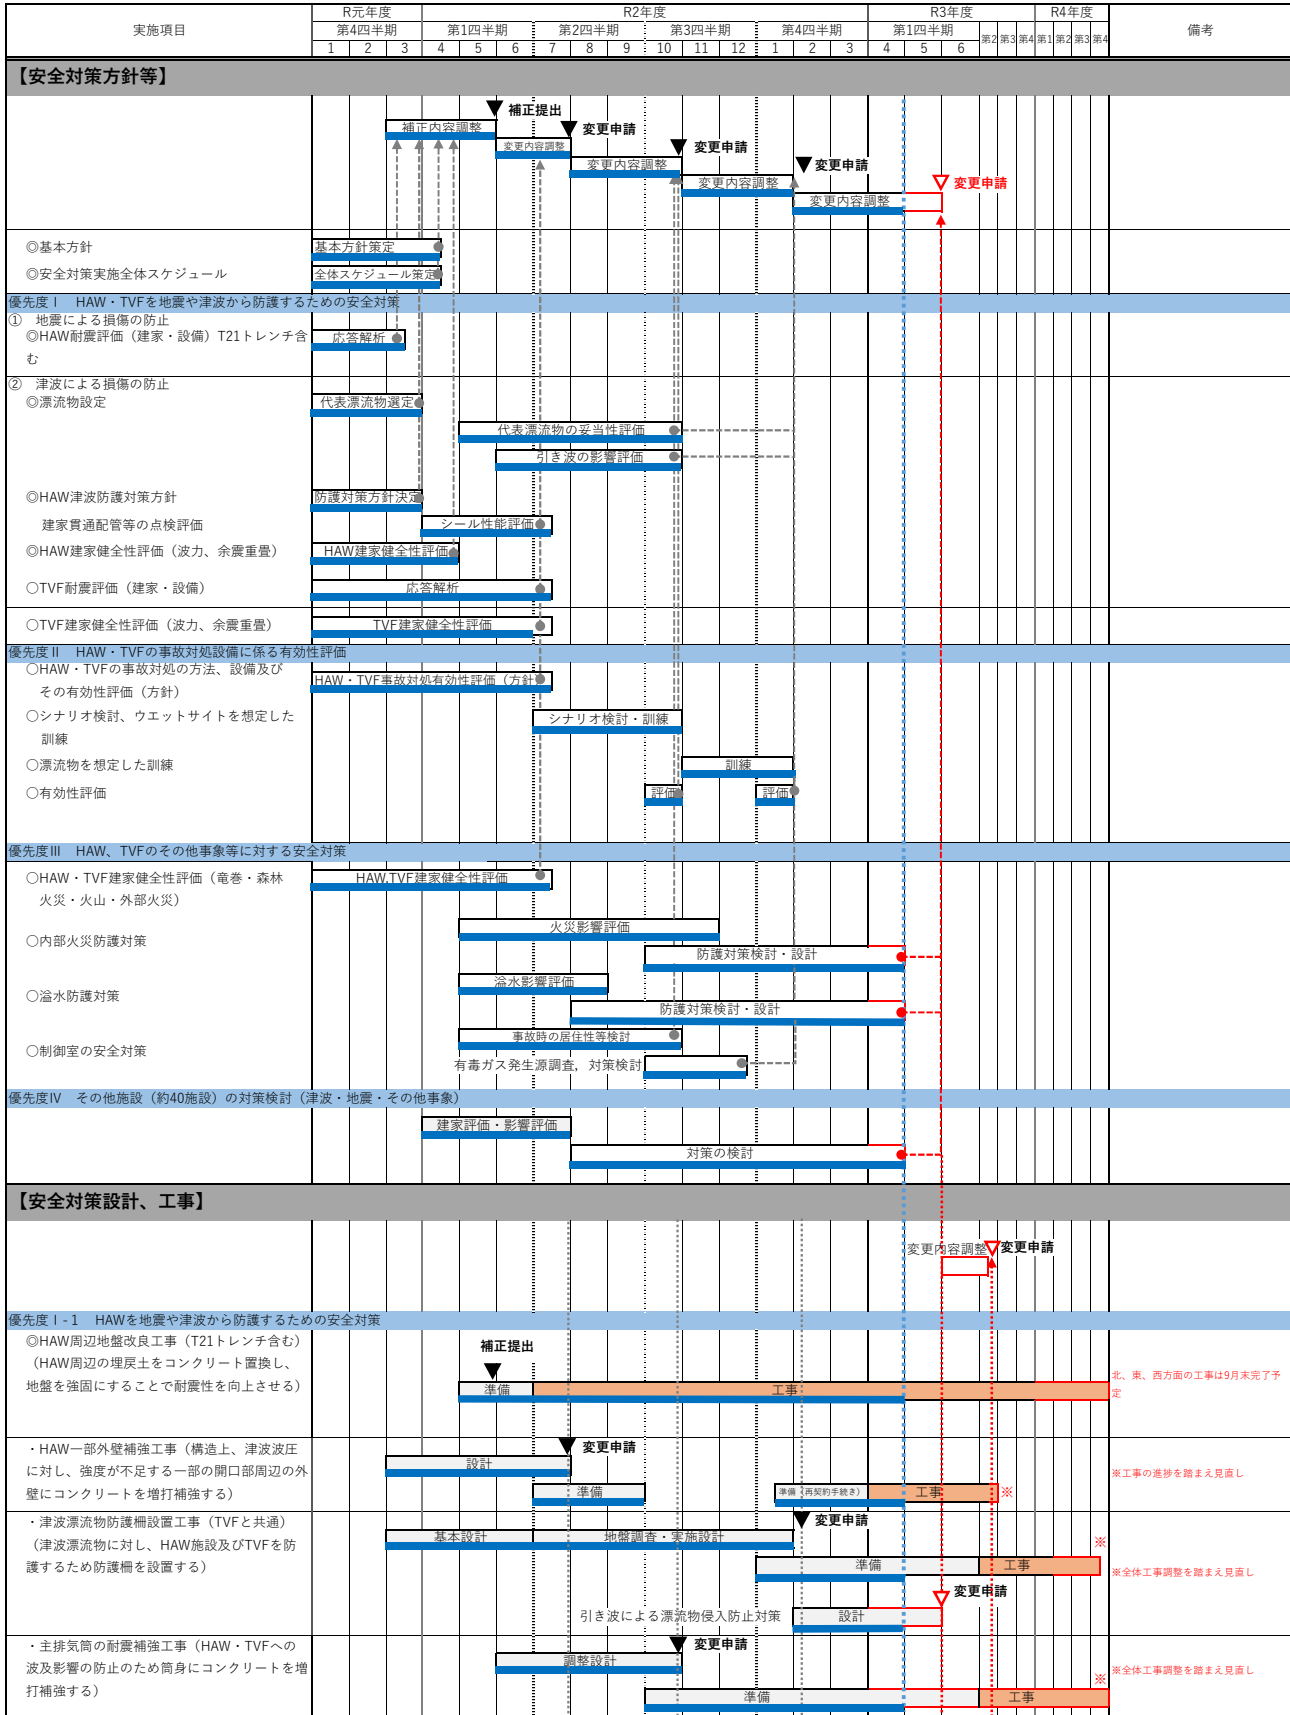 実施項目
R元年度
R2年度
R3年度
R4年度
備考
第4四半期
第1四半期
第2四半期
第3四半期
第4四半期
第1四半期
第2
第3
第4
第1
第2
第3
第4
1 2 3 4 5 6 7 8 9 10 11 12 1 2 3 4 5 6
【安全対策方針等】
▼ 補正提出
補正内容調整
▼ 変更申請
変更内容調整
▼ 変更申請
変更内容調整
▼ 変更申請
変更内容調整
▽ 変更申請
変更内容調整
◎基本方針
基本方針策定
◎安全対策実施全体スケジュール
全体スケジュール策定
優先度Ⅰ HAW・TVFを地震や津波から防護するための安全対策
① 地震による損傷の防止
◎HAW耐震評価（建家・設備）T21トレンチ含
む
応答解析
② 津波による損傷の防止
◎漂流物設定
代表漂流物選定
代表漂流物の妥当性評価
引き波の影響評価
◎HAW津波防護対策方針
防護対策方針決定
建家貫通配管等の点検評価
シール性能評価
◎HAW建家健全性評価（波力、余震重畳）
HAW建家健全性評価
○TVF耐震評価（建家・設備）
応答解析
○TVF建家健全性評価（波力、余震重畳）
TVF建家健全性評価
優先度Ⅱ HAW・TVFの事故対処設備に係る有効性評価
○HAW・TVFの事故対処の方法、設備及び
その有効性評価（方針）
HAW・TVF事故対処有効性評価（方針）
○シナリオ検討、ウエットサイトを想定した
訓練
シナリオ検討・訓練
○漂流物を想定した訓練
訓練
○有効性評価
評価
評価
優先度Ⅲ HAW、TVFのその他事象等に対する安全対策
○HAW・TVF建家健全性評価（竜巻・森林
火災・火山・外部火災）
HAW,TVF建家健全性評価
○内部火災防護対策
火災影響評価
防護対策検討・設計
○溢水防護対策
溢水影響評価
防護対策検討・設計
○制御室の安全対策
事故時の居住性等検討
有毒ガス発生源調査，対策検討
優先度Ⅳ その他施設（約40施設）の対策検討（津波・地震・その他事象）
建家評価・影響評価
対策の検討
【安全対策設計、工事】
変更内容調整
▽変更申請
優先度Ⅰ-1 HAWを地震や津波から防護するための安全対策
◎HAW周辺地盤改良工事（T21トレンチ含む）
（HAW周辺の埋戻土をコンクリート置換し、
地盤を強固にすることで耐震性を向上させる）
補正提出
▼
準備
工事
北、東、西方面の工事は9月末完了予
定
・HAW一部外壁補強工事（構造上、津波波圧
に対し、強度が不足する一部の開口部周辺の外
壁にコンクリートを増打補強する）
▼ 変更申請
設計
準備
準備（再契約手続き）
工事
※
※工事の進捗を踏まえ見直し
・津波漂流物防護柵設置工事（TVFと共通）
（津波漂流物に対し、HAW施設及びTVFを防
護するため防護柵を設置する）
▼ 変更申請
基本設計
地盤調査・実施設計
※
準備
工事
※全体工事調整を踏まえ見直し
▽ 変更申請
引き波による漂流物侵入防止対策
設計
・主排気筒の耐震補強工事（HAW・TVFへの
波及影響の防止のため筒身にコンクリートを増
打補強する）
▼ 変更申請
調整設計
※
準備
工事
※全体工事調整を踏まえ見直し